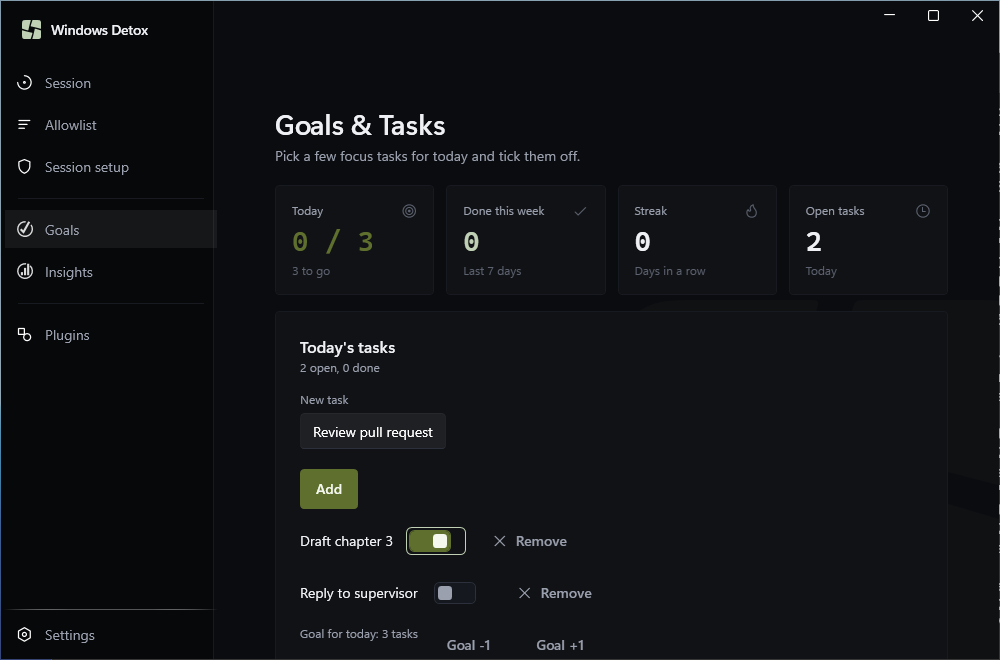 Windows Detox
Session
Allowlist
Session setup
Goals
Insights
Plugins
Settings
Goals & Tasks
Pick a few focus tasks for today and tick them off.
Today
0 / 3
3 to go
Done this week
0
Last 7 days
Streak
0
Days in a row
Open tasks
2
Today
Today's tasks
2 open, 0 done
New task
Review pull request
Add
Draft chapter 3
Remove
Reply to supervisor
Remove
Goal for today: 3 tasks
Goal -1
Goal +1